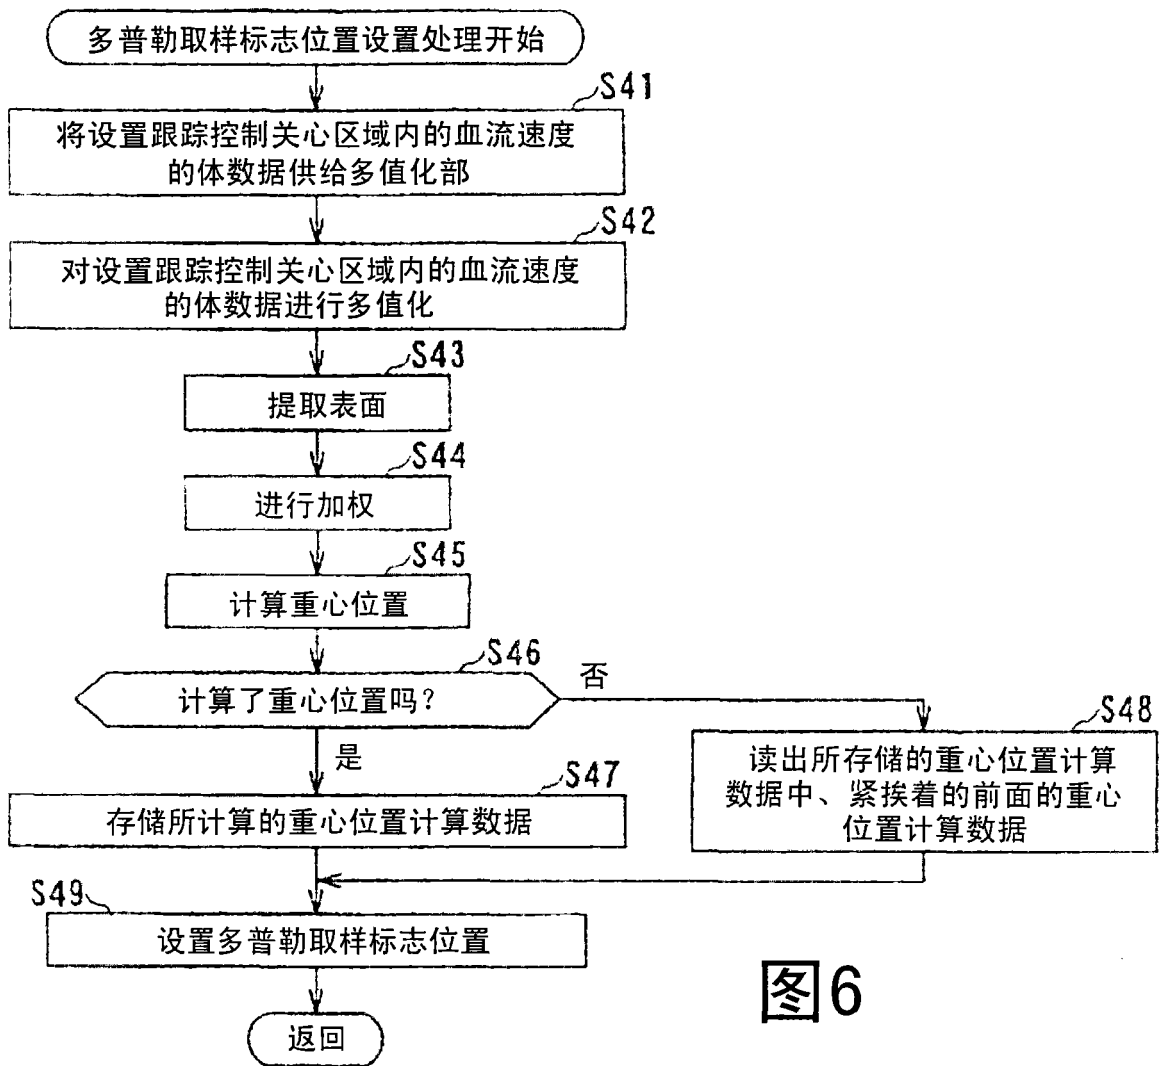 多普勒取样标志位置设置处理开始
S41
将设置跟踪控制关心区域内的血流速度
的体数据供给多值化部
S42
对设置跟踪控制关心区域内的血流速度
的体数据进行多值化
S43
提取表面
S44
进行加权
S45
计算重心位置
S46
计算了重心位置吗?
否
是
S47
存储所计算的重心位置计算数据
S48
读出所存储的重心位置计算
数据中、紧挨着的前面的重心
位置计算数据
S49
设置多普勒取样标志位置
返回
图6